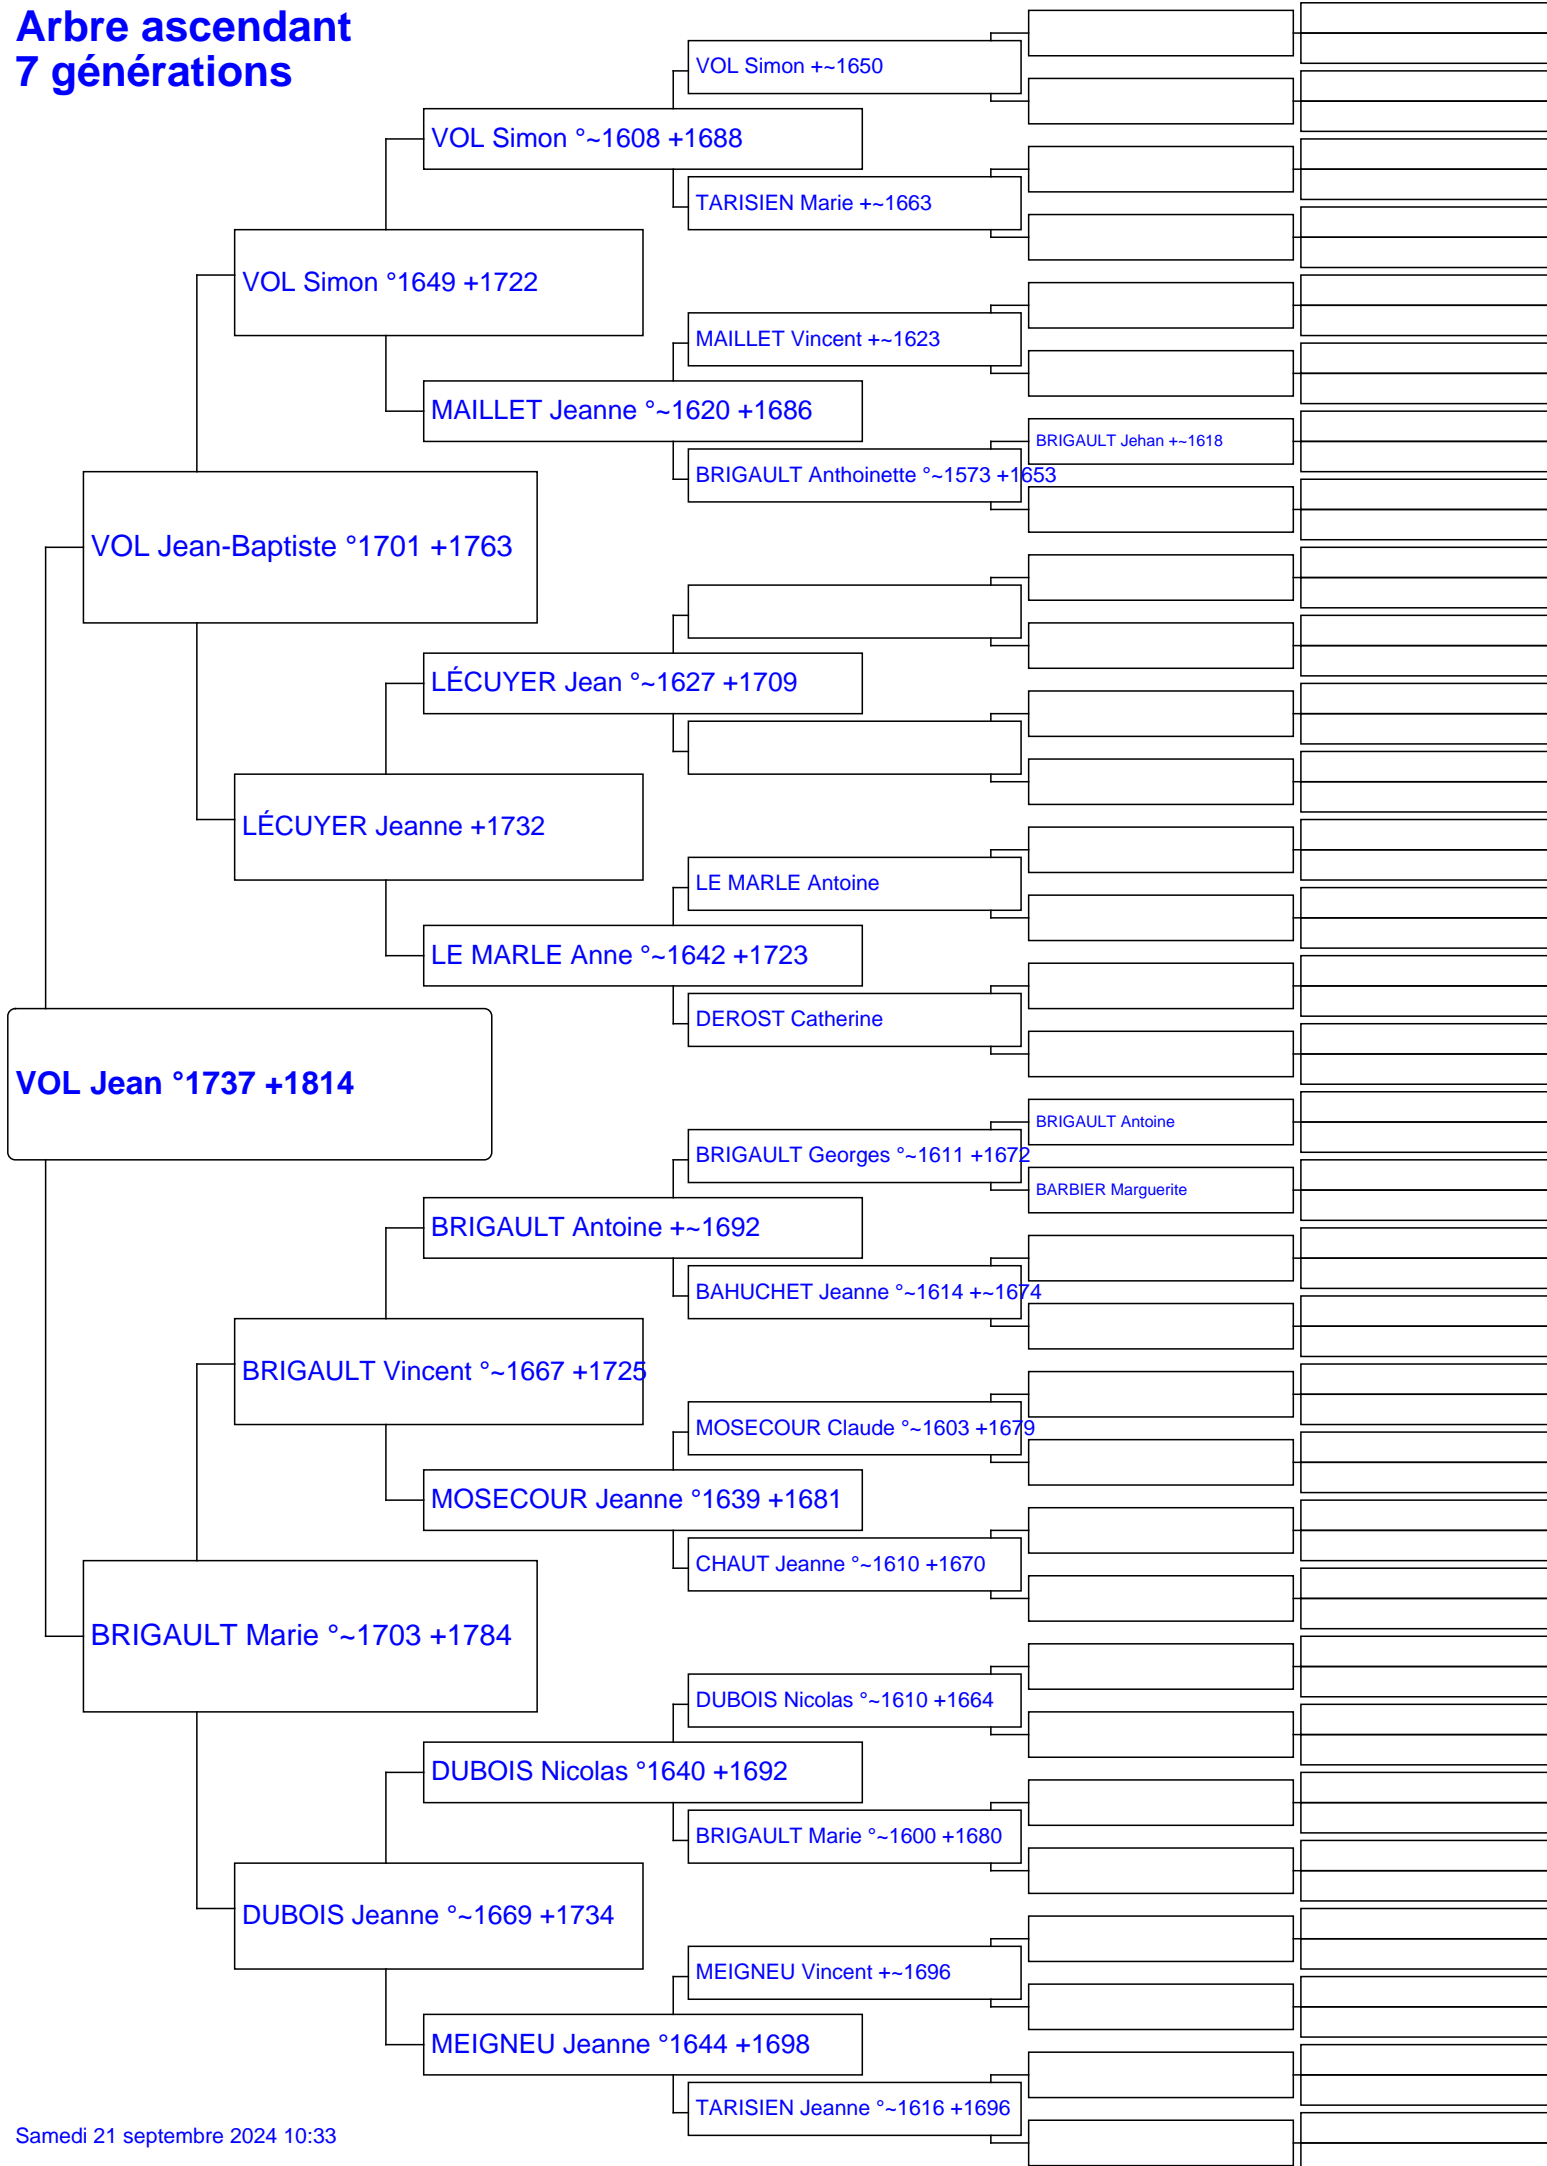 Arbre ascendant
7 générations
VOL Simon +~1650
VOL Simon °~1608 +1688
TARISIEN Marie +~1663
VOL Simon °1649 +1722
MAILLET Vincent +~1623
MAILLET Jeanne °~1620 +1686
BRIGAULT Jehan +~1618
BRIGAULT Anthoinette °~1573 +1653
VOL Jean-Baptiste °1701 +1763
LÉCUYER Jean °~1627 +1709
LÉCUYER Jeanne +1732
LE MARLE Antoine
LE MARLE Anne °~1642 +1723
DEROST Catherine
VOL Jean °1737 +1814
BRIGAULT Antoine
BRIGAULT Georges °~1611 +1672
BARBIER Marguerite
BRIGAULT Antoine +~1692
BAHUCHET Jeanne °~1614 +~1674
BRIGAULT Vincent °~1667 +1725
MOSECOUR Claude °~1603 +1679
MOSECOUR Jeanne °1639 +1681
CHAUT Jeanne °~1610 +1670
BRIGAULT Marie °~1703 +1784
DUBOIS Nicolas °~1610 +1664
DUBOIS Nicolas °1640 +1692
BRIGAULT Marie °~1600 +1680
DUBOIS Jeanne °~1669 +1734
MEIGNEU Vincent +~1696
MEIGNEU Jeanne °1644 +1698
TARISIEN Jeanne °~1616 +1696
Samedi 21 septembre 2024 10:33